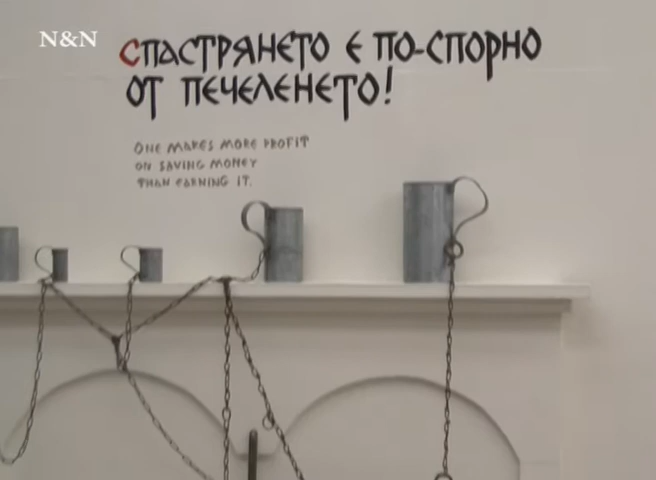 N&N
СПАСТРЯНЕТО Е ПО-СПОРНО
ОТ ПЕЧЕЛЕНЕТО!
ONE MAKES MORE PROFIT
ON SAVING MONEY
THAN EARNING IT.